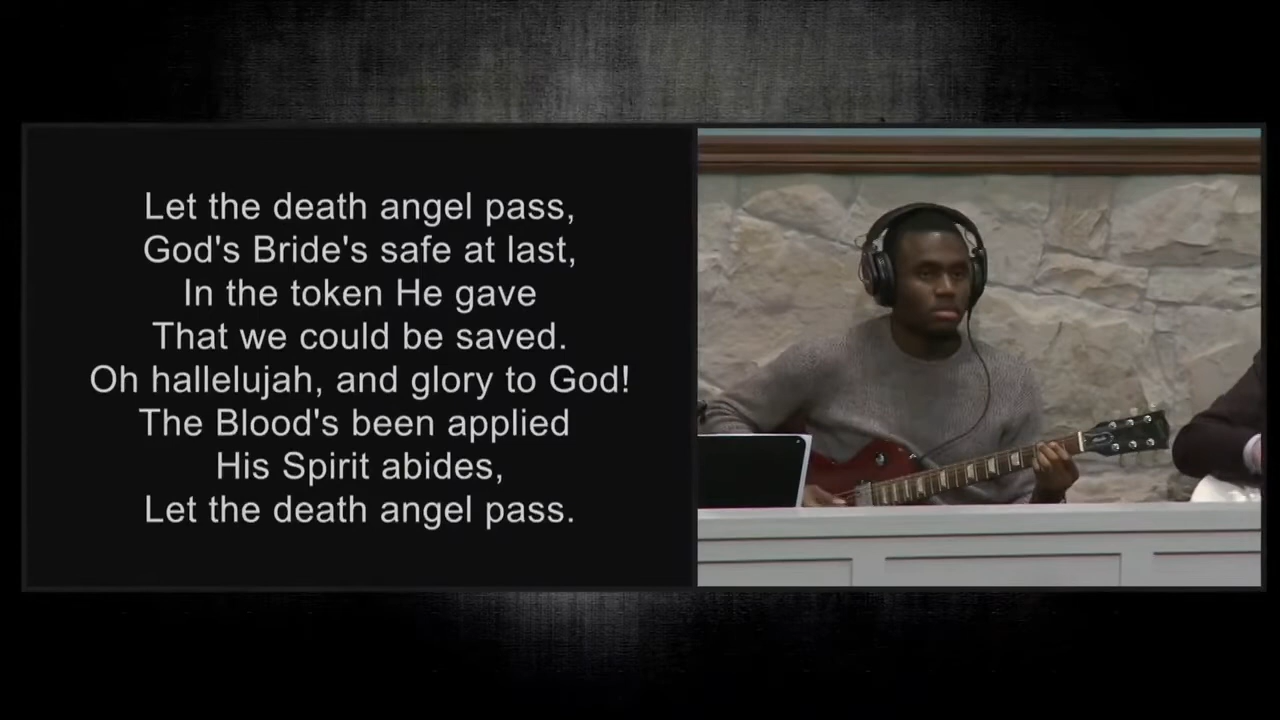 Let the death angel pass,
God's Bride's safe at last,
In the token He gave
That we could be saved.
Oh hallelujah, and glory to God!
The Blood's been applied
His Spirit abides,
Let the death angel pass.